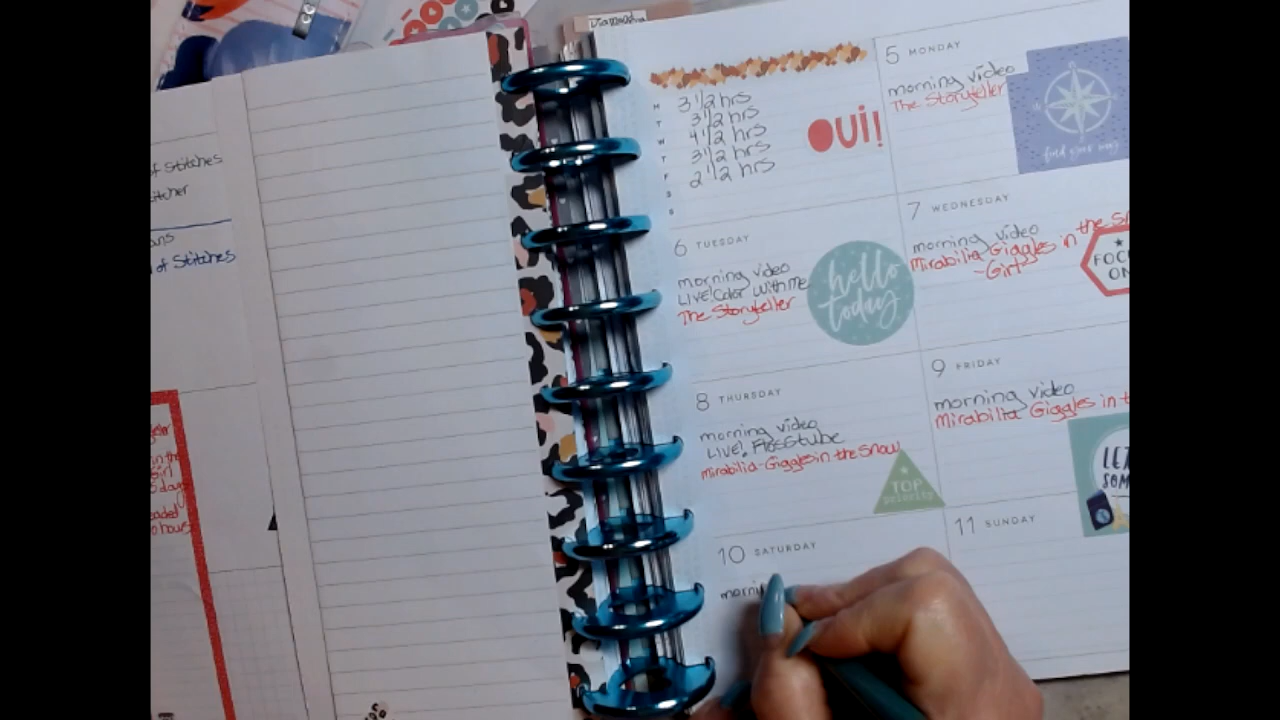 of Stitches
of Stitches
Diamond
M 3 1/2 hrs
T 3 1/2 hrs
W 4 1/2 hrs
T 3 1/2 hrs
F 2 1/2 hrs
S
S
OUi!
5 MONDAY
morning video
The Storyteller
find your way
6 TUESDAY
morning video
LIVE! Color With Me
The Storyteller
hello
today
7 WEDNESDAY
morning video
Mirabilia Giggles in the
-Girl
FOC
ON
8 THURSDAY
morning video
LIVE! Flosstube
mirabilia-Giggles in the Snow
TOP
priority
9 FRIDAY
morning video
Mirabilia Giggles in t
LET
SOM
10 SATURDAY
mornin
11 SUNDAY